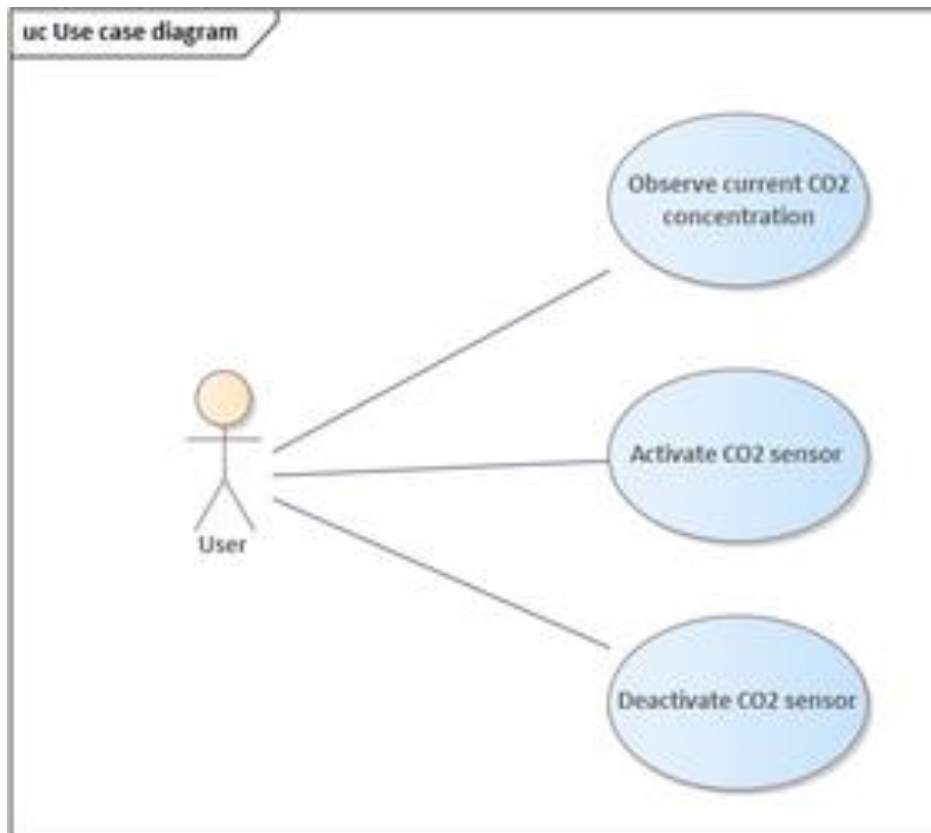 uc Use case diagram
Observe current CO2
concentration
Activate CO2 sensor
User
Deactivate CO2 sensor